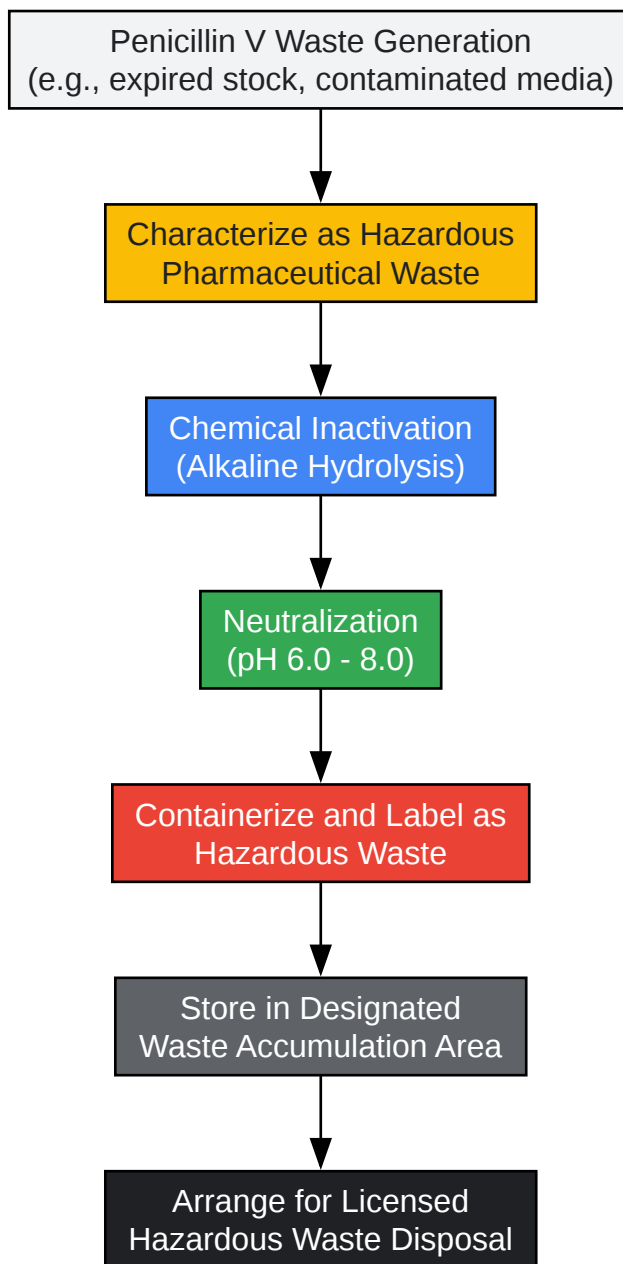 Penicillin V Waste Generation
(e.g., expired stock, contaminated media)
Characterize as Hazardous
Pharmaceutical Waste
Chemical Inactivation
(Alkaline Hydrolysis)
Neutralization
(pH 6.0 - 8.0)
Containerize and Label as
Hazardous Waste
Store in Designated
Waste Accumulation Area
Arrange for Licensed
Hazardous Waste Disposal